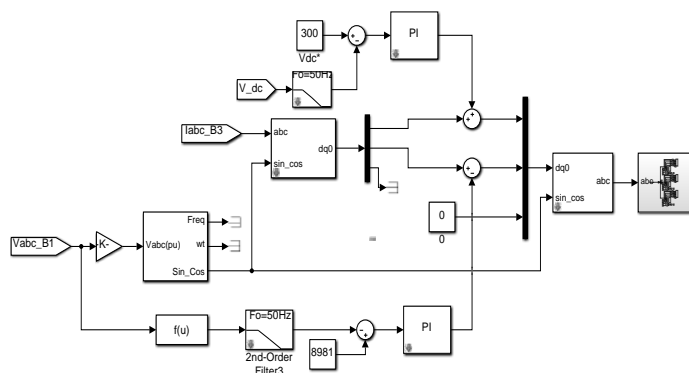 300
Vdc*
PI
Fo=50Hz
V_dc
Iabc_B3
abc
sin_cos
dq0
dq0
sin_cos
abc
abc
0
0
Vabc_B1
K-
Vabc(pu)
Freq
wt
Sin_Cos
f(u)
Fo=50Hz
2nd-Order
Filter3
8981
PI